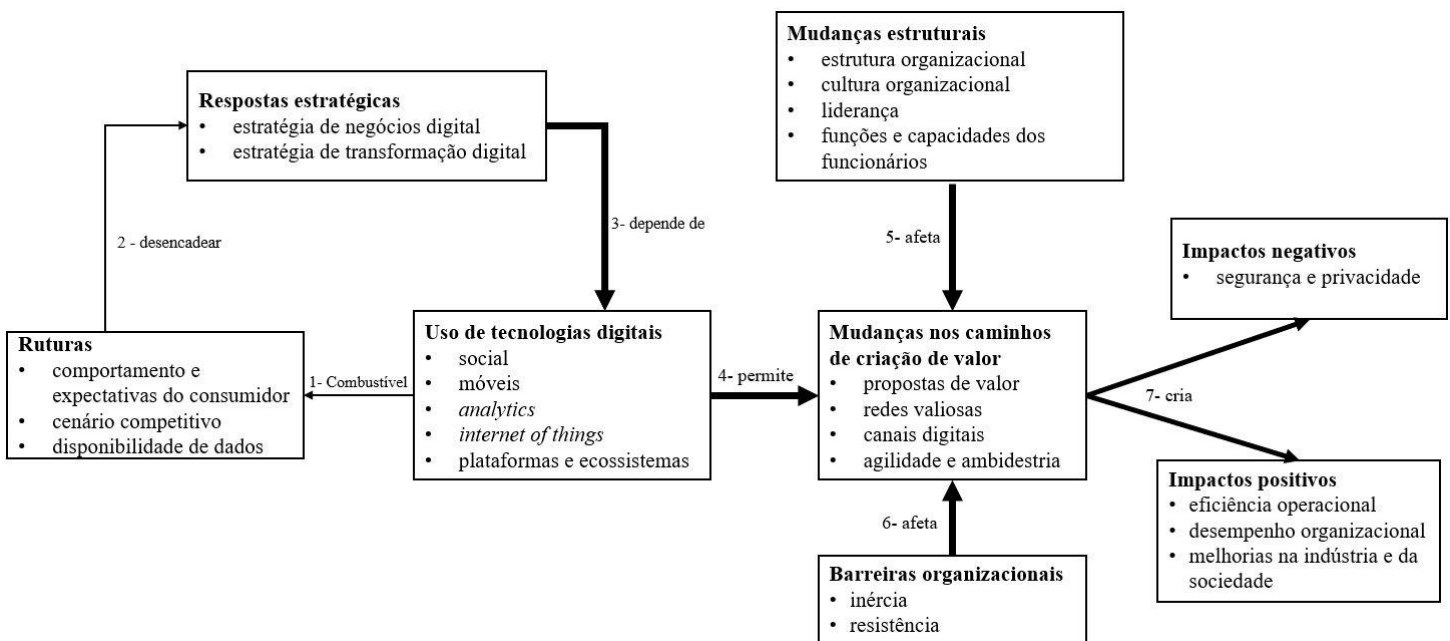 Mudanças estruturais
• estrutura organizacional
• cultura organizacional
• liderança
• funções e capacidades dos
funcionários
Respostas estratégicas
• estratégia de negócios digital
• estratégia de transformação digital
2 - desencadear
3- depende de
5- afeta
Impactos negativos
• segurança e privacidade
Ruturas
• comportamento e
expectativas do consumidor
• cenário competitivo
• disponibilidade de dados
1- Combustível
Uso de tecnologias digitais
• social
• móveis
• analytics
• internet of things
• plataformas e ecossistemas
4- permite
Mudanças nos caminhos
de criação de valor
• propostas de valor
• redes valiosas
• canais digitais
• agilidade e ambidestria
7- cria
Impactos positivos
• eficiência operacional
• desempenho organizacional
• melhorias na indústria e da
sociedade
6- afeta
Barreiras organizacionais
• inércia
• resistência